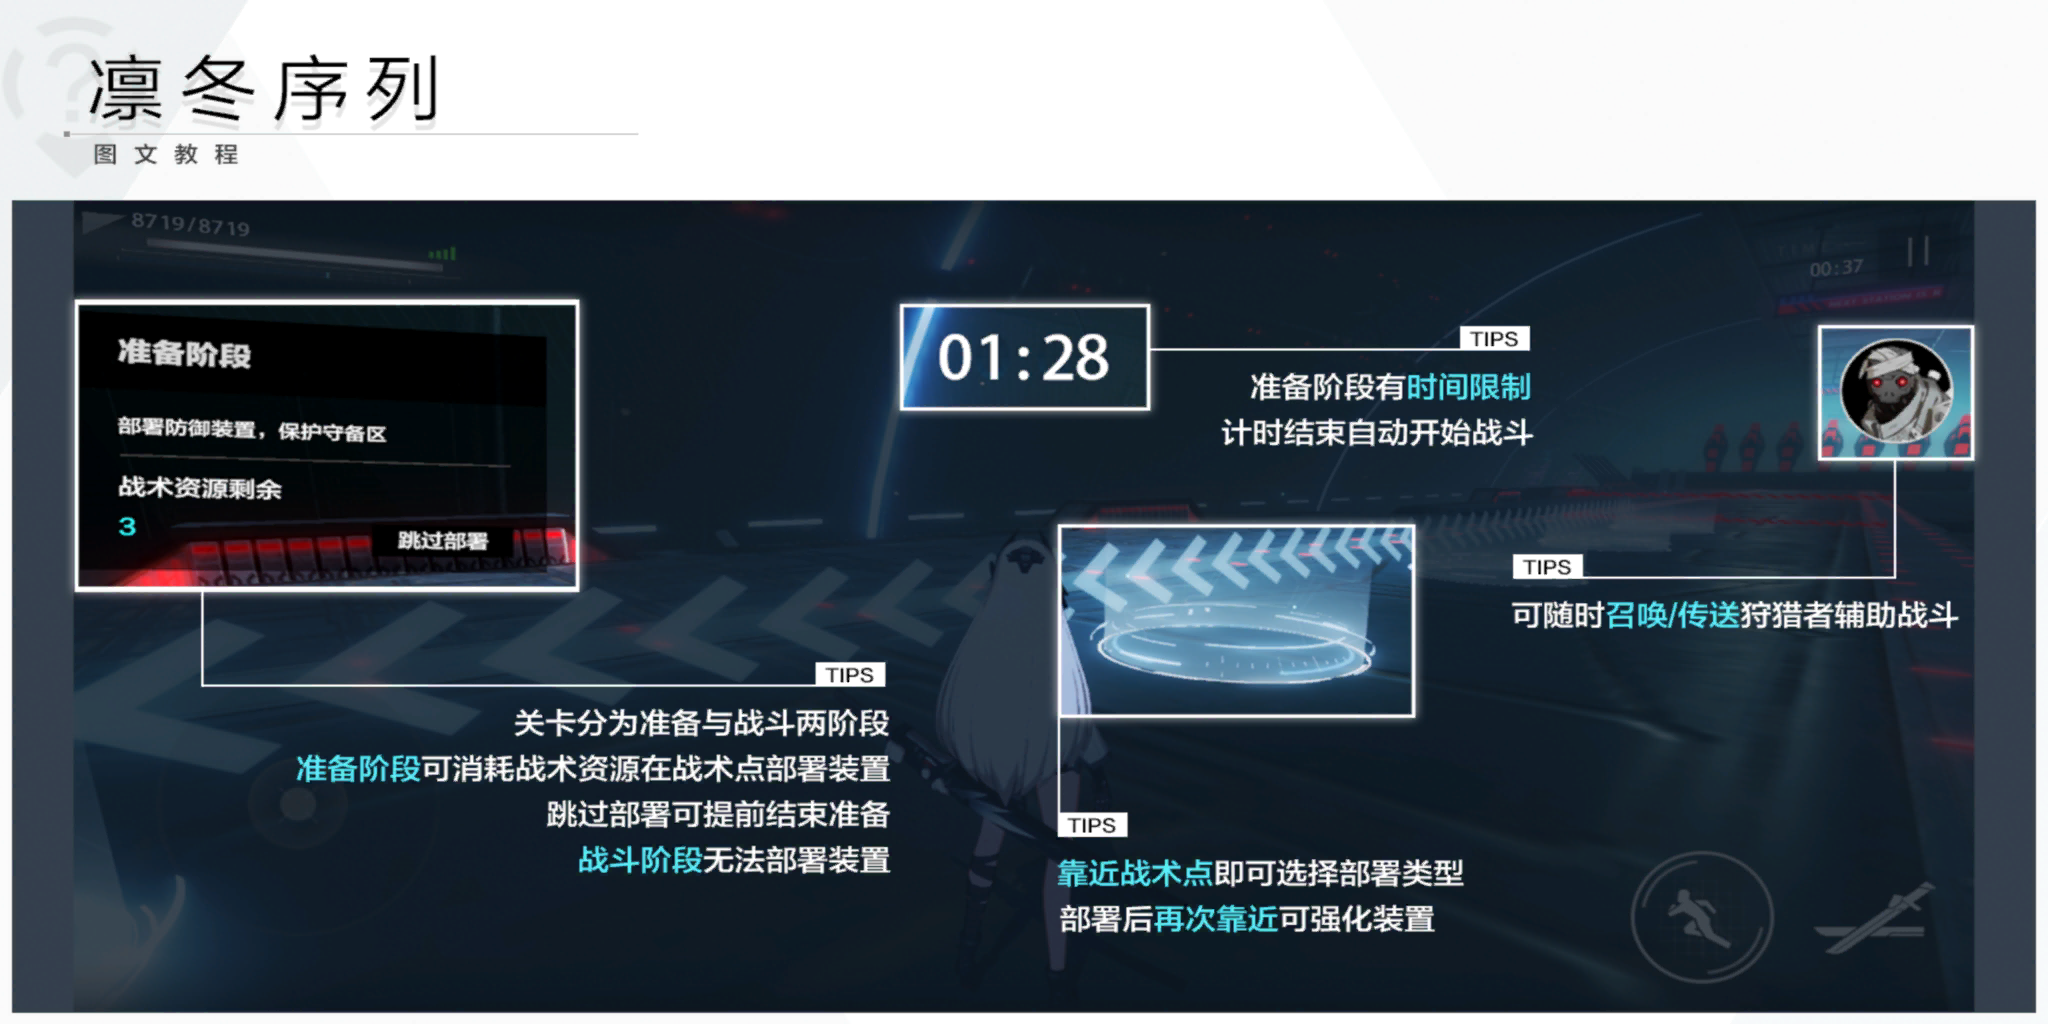 凛冬序列
图文教程
8719/8719
00:37
准备阶段
部署防御装置，保护守备区
战术资源剩余
3
跳过部署
01:28
TIPS
准备阶段有时间限制
计时结束自动开始战斗
TIPS
可随时召唤/传送狩猎者辅助战斗
TIPS
关卡分为准备与战斗两阶段
准备阶段可消耗战术资源在战术点部署装置
跳过部署可提前结束准备
战斗阶段无法部署装置
TIPS
靠近战术点即可选择部署类型
部署后再次靠近可强化装置